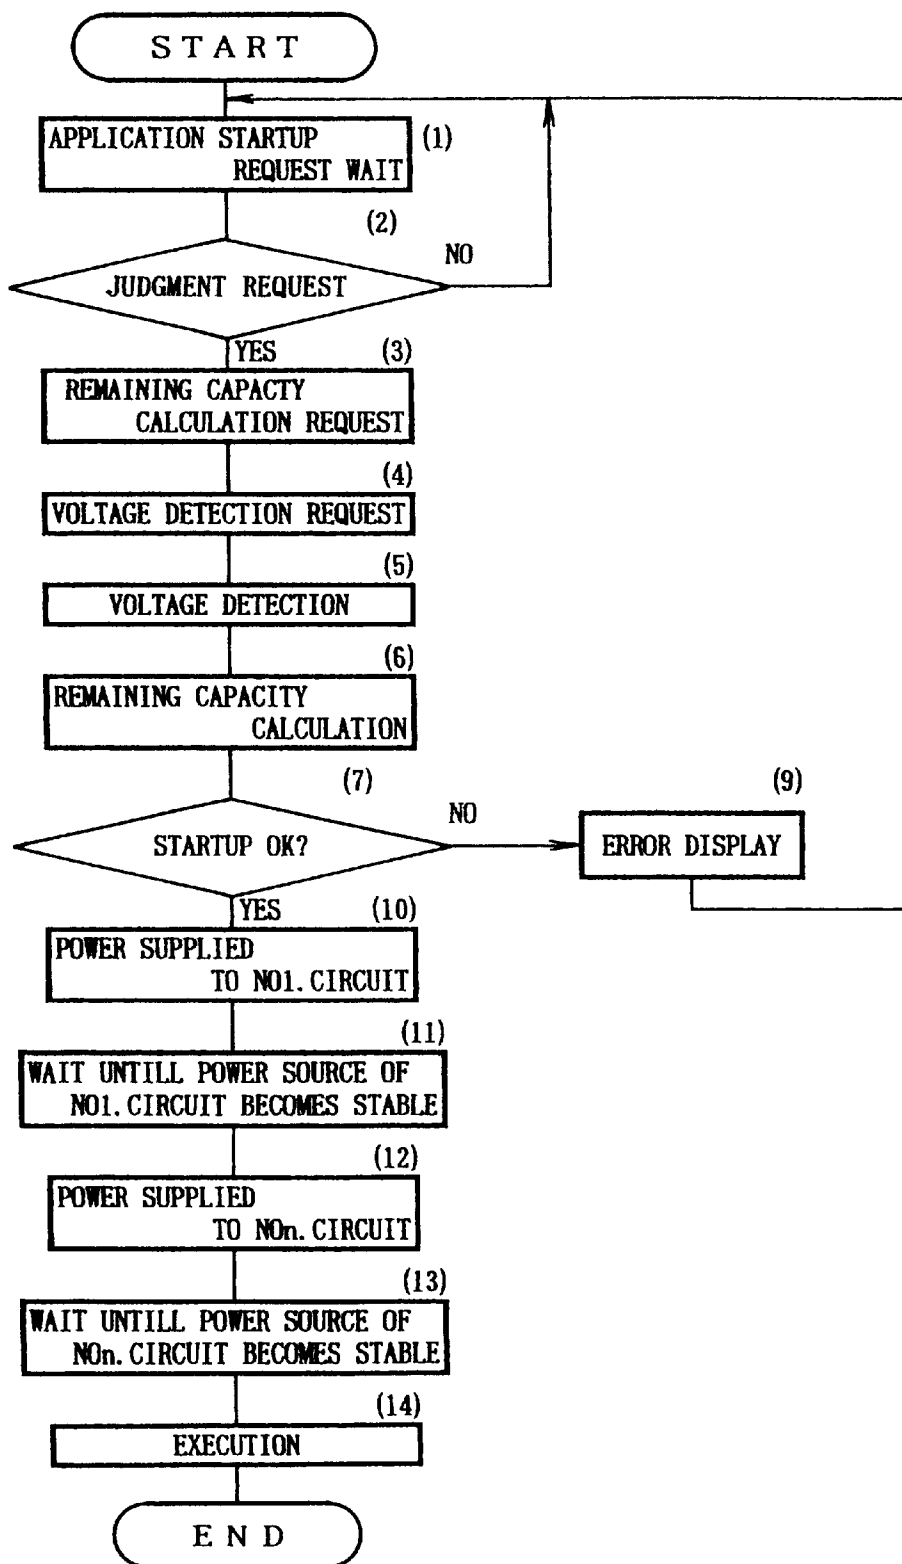 START
(1)
APPLICATION STARTUP
REQUEST WAIT
(2)
NO
JUDGMENT REQUEST
YES
(3)
REMAINING CAPACTY
CALCULATION REQUEST
(4)
VOLTAGE DETECTION REQUEST
(5)
VOLTAGE DETECTION
(6)
REMAINING CAPACITY
CALCULATION
(7)
NO
STARTUP OK?
(9)
ERROR DISPLAY
YES
(10)
POWER SUPPLIED
TO NO1. CIRCUIT
(11)
WAIT UNTILL POWER SOURCE OF
NO1. CIRCUIT BECOMES STABLE
(12)
POWER SUPPLIED
TO NOn. CIRCUIT
(13)
WAIT UNTILL POWER SOURCE OF
NOn. CIRCUIT BECOMES STABLE
(14)
EXECUTION
END